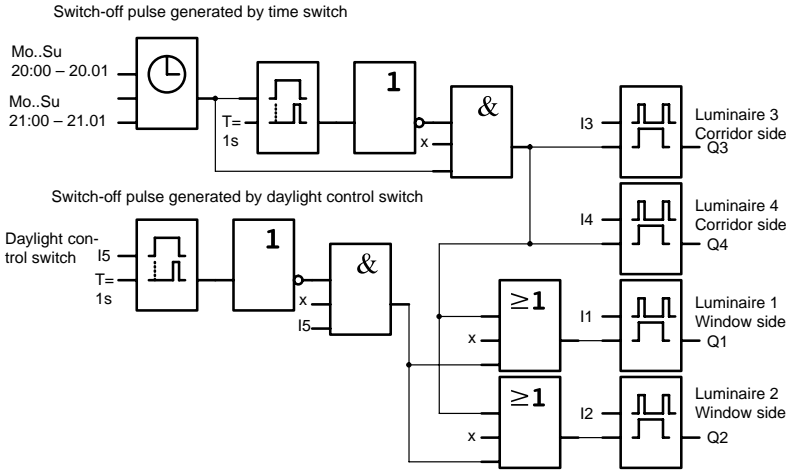 Switch-off pulse generated by time switch
Mo..Su
20:00 – 20.01
Mo..Su
21:00 – 21.01
T=
1s
1
x
&
I3
Luminaire 3
Corridor side
Q3
Switch-off pulse generated by daylight control switch
I4
Luminaire 4
Corridor side
Q4
Daylight con-
trol switch
I5
T=
1s
1
x
I5
&
≥1
x
I1
Luminaire 1
Window side
Q1
≥1
x
I2
Luminaire 2
Window side
Q2